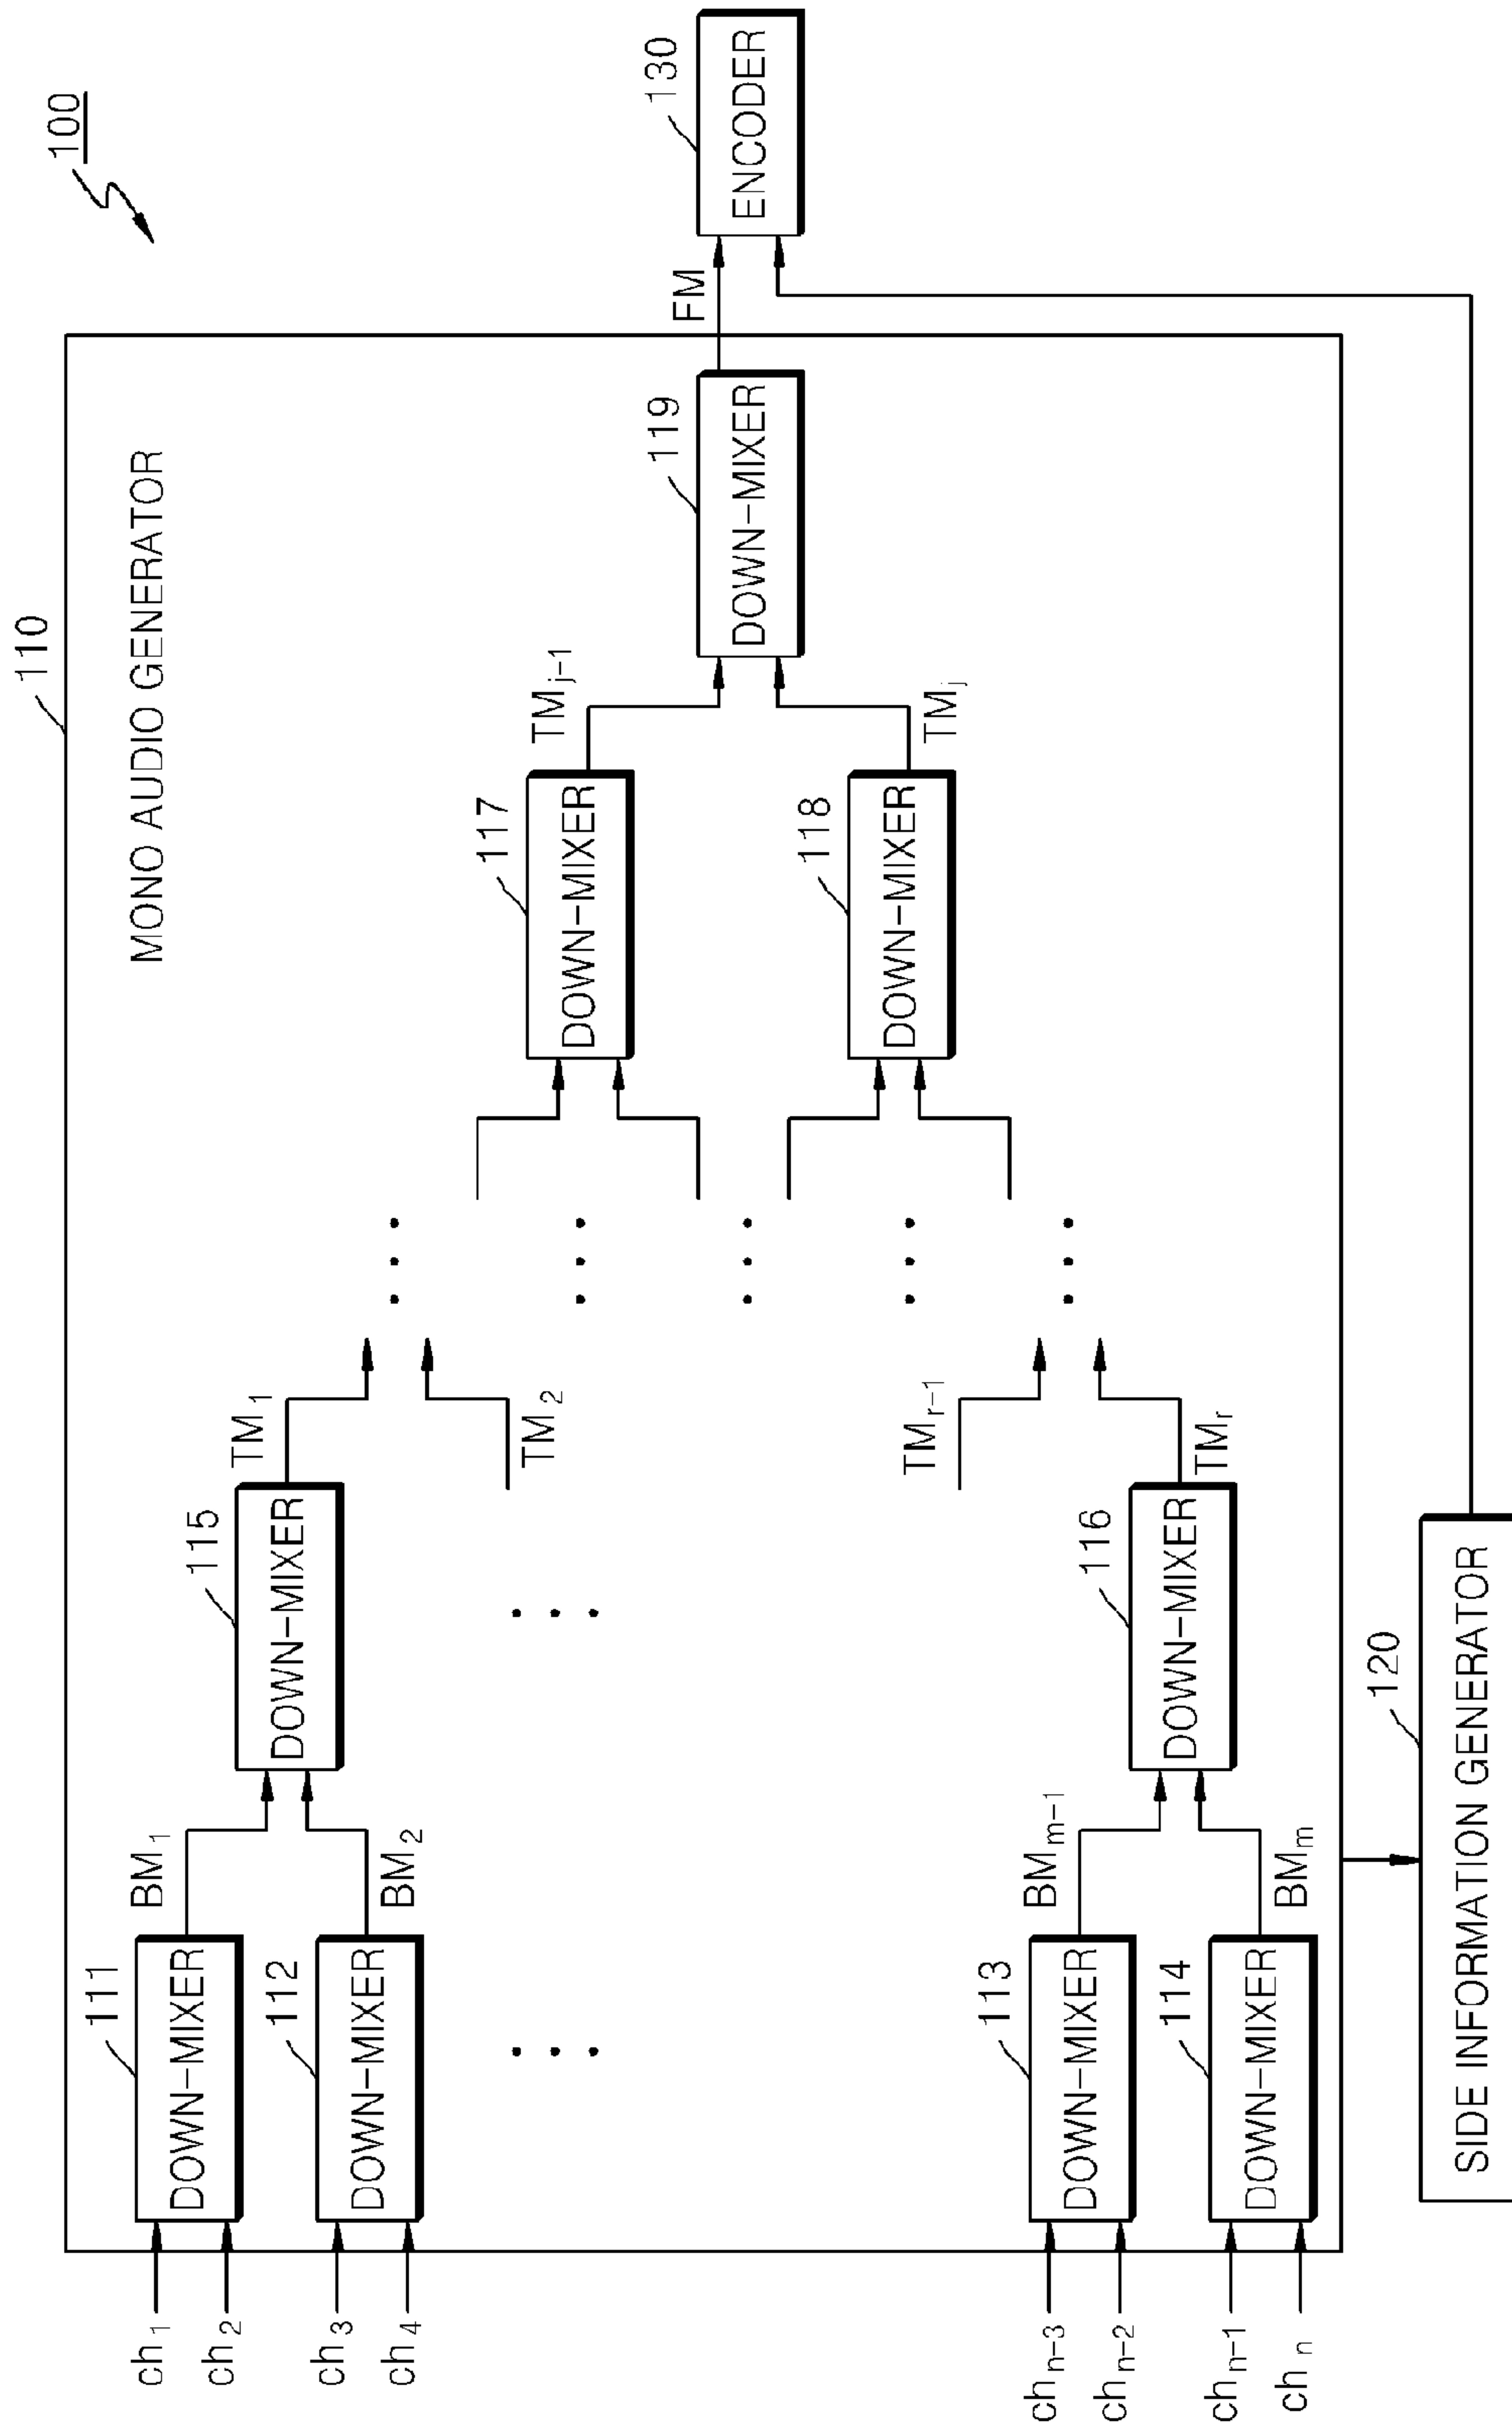 100
110
MONO AUDIO GENERATOR
ch₁
ch₂
111
DOWN-MIXER
BM₁
ch₃
ch₄
112
DOWN-MIXER
BM₂
115
DOWN-MIXER
TM₁
TM₂
chₙ₋₃
chₙ₋₂
113
DOWN-MIXER
BMₘ₋₁
chₙ₋₁
chₙ
114
DOWN-MIXER
BMₘ
116
DOWN-MIXER
TMᵣ₋₁
TMᵣ
117
DOWN-MIXER
TMⱼ₋₁
118
DOWN-MIXER
TMⱼ
119
DOWN-MIXER
FM
130
ENCODER
120
SIDE INFORMATION GENERATOR